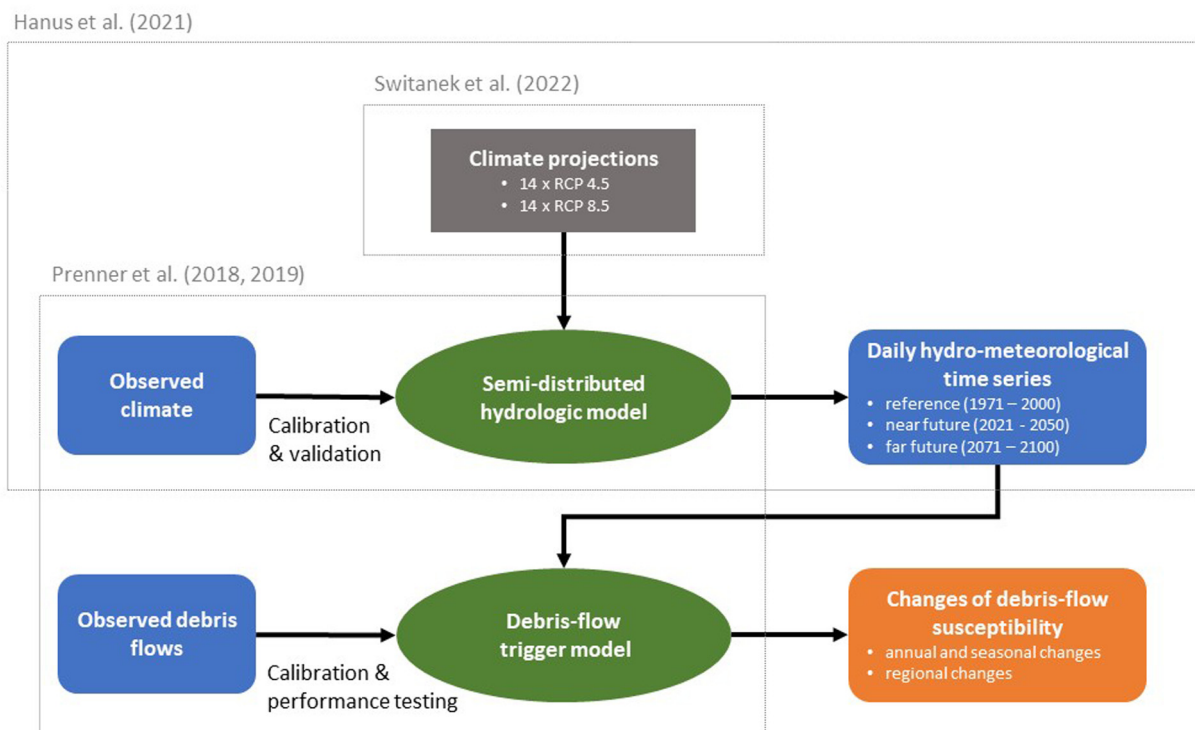 Hanus et al. (2021)
Switanek et al. (2022)
Climate projections
• 14 x RCP 4.5
• 14 x RCP 8.5
Prenner et al. (2018, 2019)
Observed
climate
Calibration
& validation
Semi-distributed
hydrologic model
Daily hydro-meteorological
time series
• reference (1971 – 2000)
• near future (2021 - 2050)
• far future (2071 – 2100)
Observed debris
flows
Calibration &
performance testing
Debris-flow
trigger model
Changes of debris-flow
susceptibility
• annual and seasonal changes
• regional changes